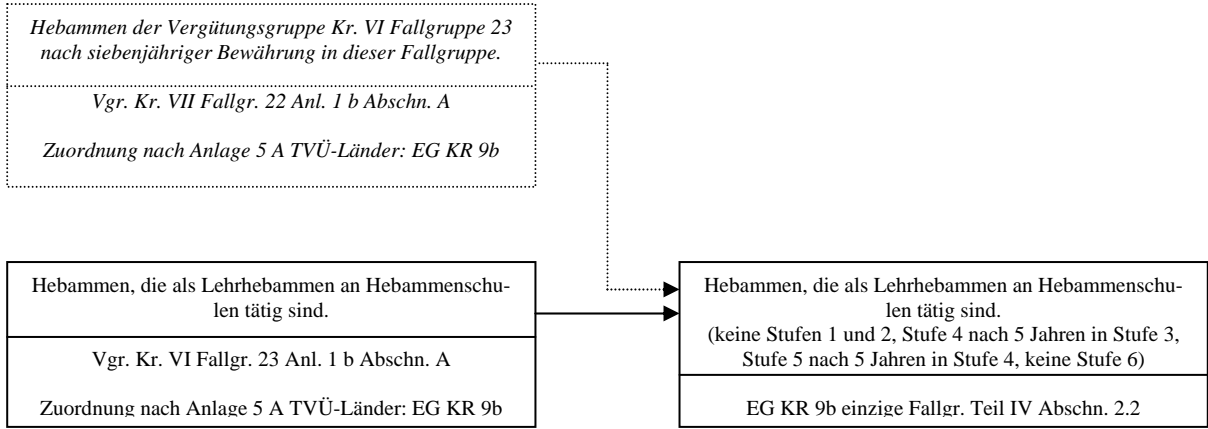 Hebammen der Vergütungsgruppe Kr. VI Fallgruppe 23
nach siebenjähriger Bewährung in dieser Fallgruppe.
Vgr. Kr. VII Fallgr. 22 Anl. 1 b Abschn. A
Zuordnung nach Anlage 5 A TVÜ-Länder: EG KR 9b
Hebammen, die als Lehrhebammen an Hebammenschu-
len tätig sind.
Vgr. Kr. VI Fallgr. 23 Anl. 1 b Abschn. A
Zuordnung nach Anlage 5 A TVÜ-Länder: EG KR 9b
Hebammen, die als Lehrhebammen an Hebammenschu-
len tätig sind.
(keine Stufen 1 und 2, Stufe 4 nach 5 Jahren in Stufe 3,
Stufe 5 nach 5 Jahren in Stufe 4, keine Stufe 6)
EG KR 9b einzige Fallgr. Teil IV Abschn. 2.2